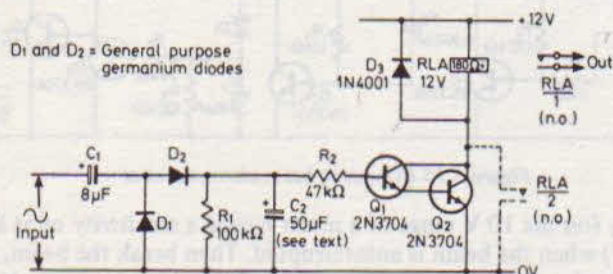 D1 and D2 = General purpose
germanium diodes
+12V
D3
1N4001
RLA
12V
180Ω+
Out
RLA
1
(n.o.)
C1
+
8μF
D2
R2
47kΩ
Q1
2N3704
Q2
2N3704
RLA
2
(n.o.)
Input
D1
R1
100kΩ
+
C2
50μF
(see text)
0V